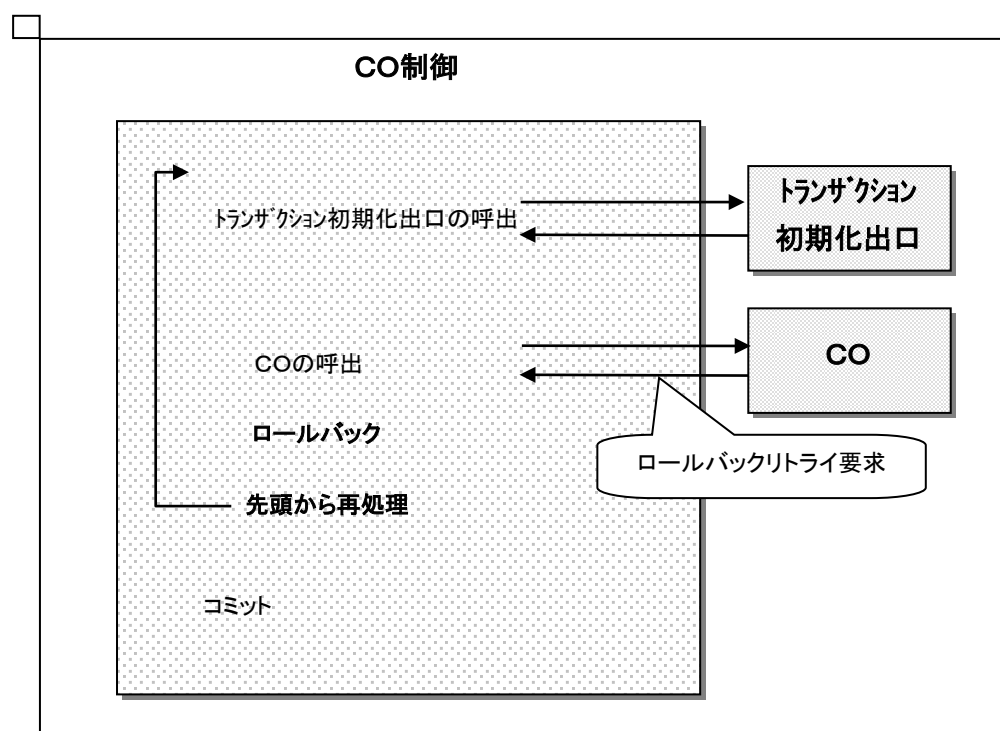 CO制御
トランザクション
初期化出口
トランザクション初期化出口の呼出
COの呼出
CO
ロールバック
ロールバックリトライ要求
先頭から再処理
コミット